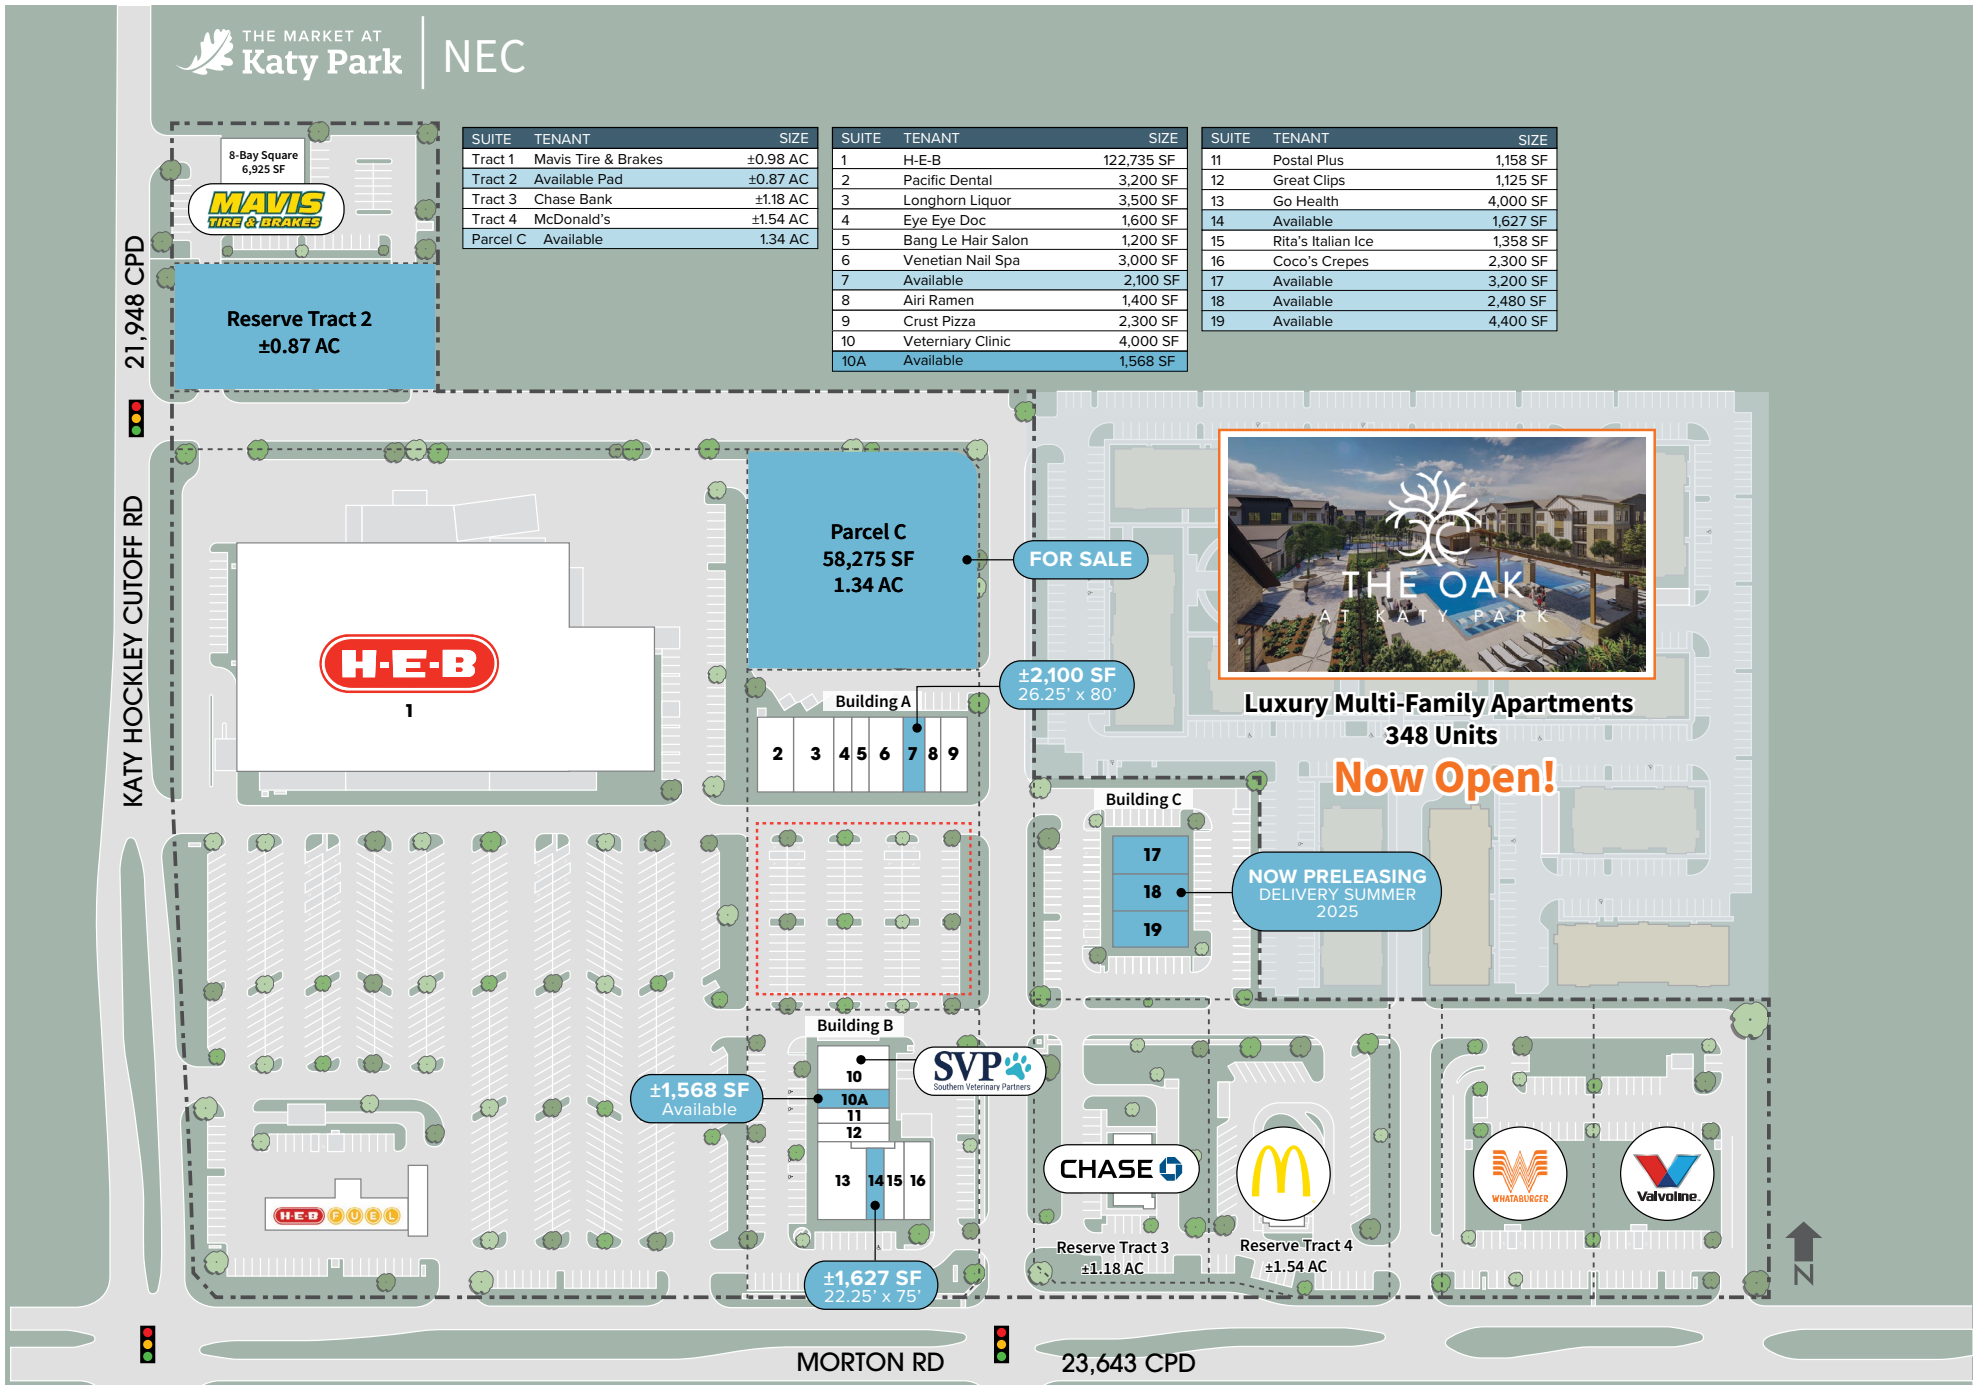 THE MARKET AT
Katy Park
NEC
8-Bay Square
6,925 SF
MAVIS
TIRE & BRAKES
SUITE TENANT SIZE
Tract 1 Mavis Tire & Brakes ±0.98 AC
Tract 2 Available Pad ±0.87 AC
Tract 3 Chase Bank ±1.18 AC
Tract 4 McDonald's ±1.54 AC
Parcel C Available 1.34 AC
SUITE TENANT SIZE
1 H-E-B 122,735 SF
2 Pacific Dental 3,200 SF
3 Longhorn Liquor 3,500 SF
4 Eye Eye Doc 1,600 SF
5 Bang Le Hair Salon 1,200 SF
6 Venetian Nail Spa 3,000 SF
7 Available 2,100 SF
8 Airi Ramen 1,400 SF
9 Crust Pizza 2,300 SF
10 Veterniary Clinic 4,000 SF
10A Available 1,568 SF
SUITE TENANT SIZE
11 Postal Plus 1,158 SF
12 Great Clips 1,125 SF
13 Go Health 4,000 SF
14 Available 1,627 SF
15 Rita's Italian Ice 1,358 SF
16 Coco's Crepes 2,300 SF
17 Available 3,200 SF
18 Available 2,480 SF
19 Available 4,400 SF
21,948 CPD
KATY HOCKLEY CUTOFF RD
Reserve Tract 2
±0.87 AC
H-E-B
1
Parcel C
58,275 SF
1.34 AC
FOR SALE
THE OAK
AT KATY PARK
Luxury Multi-Family Apartments
348 Units
Now Open!
±2,100 SF
26.25' x 80'
Building A
2 3 4 5 6 7 8 9
Building C
17
18
19
NOW PRELEASING
DELIVERY SUMMER
2025
Building B
10
10A
11
12
13 14 15 16
SVP
Southern Veterinary Partners
±1,568 SF
Available
±1,627 SF
22.25' x 75'
H-E-B FUEL
CHASE
Reserve Tract 3
±1.18 AC
Reserve Tract 4
±1.54 AC
WHATABURGER
Valvoline
N
MORTON RD
23,643 CPD